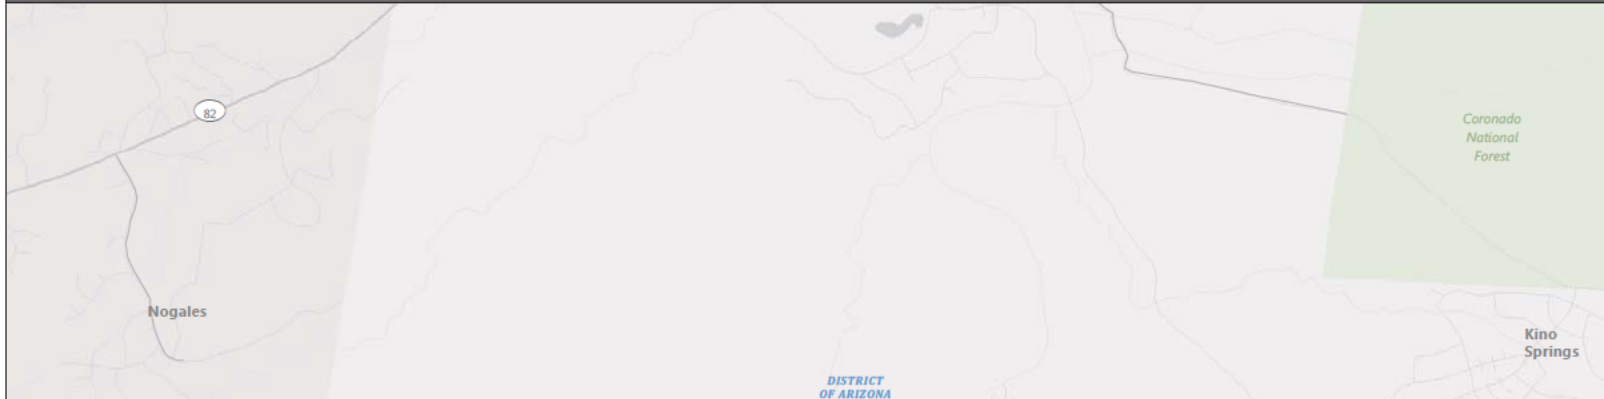 82
Coronado
National
Forest
Nogales
Kino
Springs
DISTRICT
OF ARIZONA